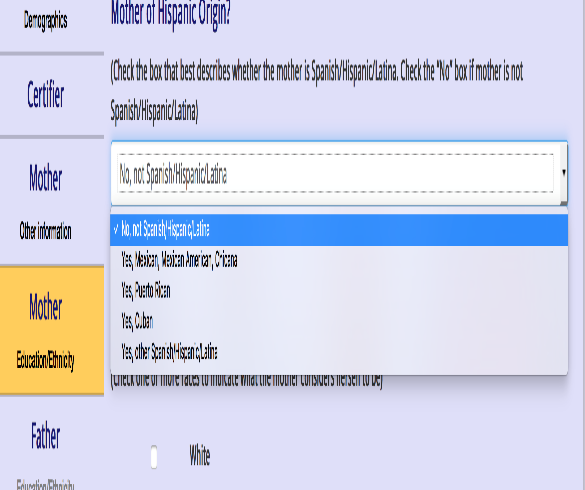 Demographics
Certifier
Mother
Other information
Mother
Education/Ethnicity
Father
Education/Ethnicity
Mother of Hispanic Origin?
(Check the box that best describes whether the mother is Spanish/Hispanic/Latina. Check the "No" box if mother is not
Spanish/Hispanic/Latina)
No, not Spanish/Hispanic/Latina
✓ No, not Spanish/Hispanic/Latina
Yes, Mexican, Mexican American, Chicana
Yes, Puerto Rican
Yes, Cuban
Yes, other Spanish/Hispanic/Latina
(Check one or more races to indicate what the mother considers herself to be)
White